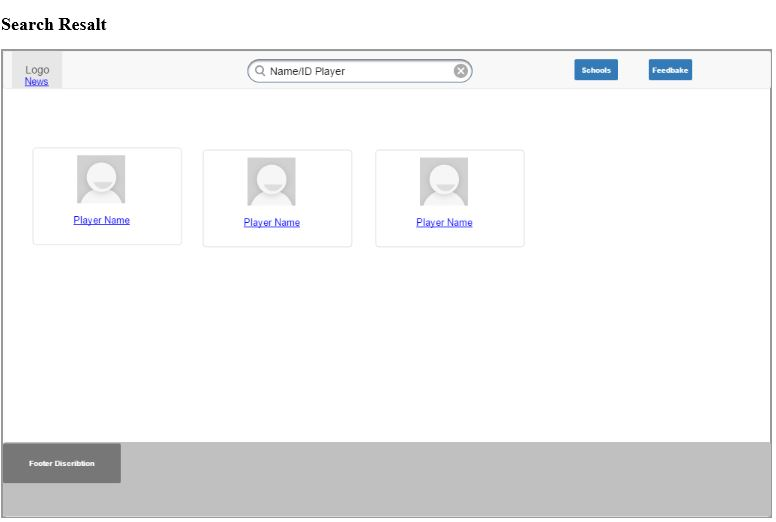 Search Resalt
Logo
News
Name/ID Player
Schools
Feedbake
Player Name
Player Name
Player Name
Footer Discribtion